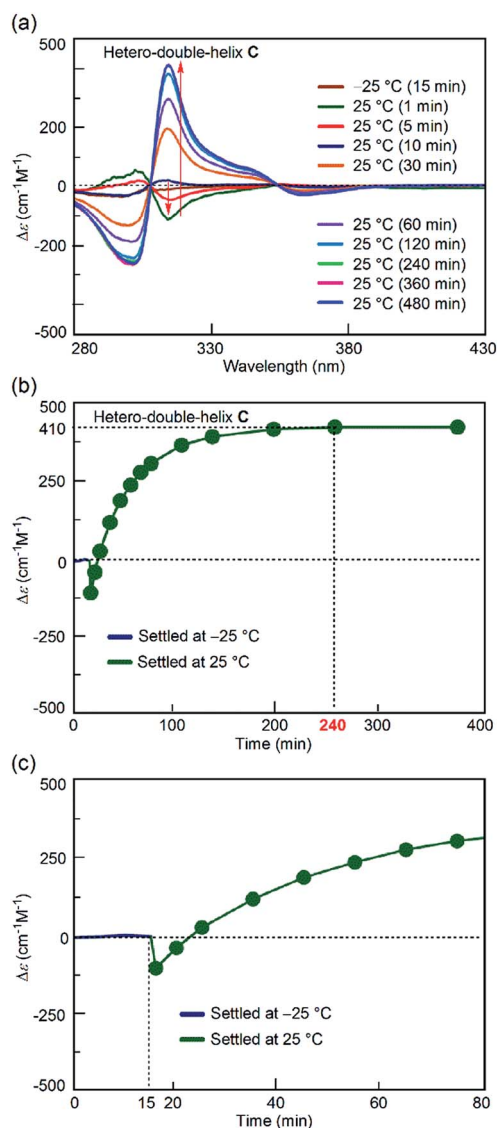 (a)
500
Hetero-double-helix C
−25 °C (15 min)
25 °C (1 min)
25 °C (5 min)
25 °C (10 min)
25 °C (30 min)
200
0
25 °C (60 min)
25 °C (120 min)
25 °C (240 min)
25 °C (360 min)
25 °C (480 min)
-200
-500
Δε (cm⁻¹M⁻¹)
280 330 380 430
Wavelength (nm)
(b)
500
Hetero-double-helix C
410
250
0
-250
-500
Δε (cm⁻¹M⁻¹)
Settled at −25 °C
Settled at 25 °C
0 100 200 240 300 400
Time (min)
(c)
500
250
0
-250
-500
Δε (cm⁻¹M⁻¹)
Settled at −25 °C
Settled at 25 °C
0 15 20 40 60 80
Time (min)